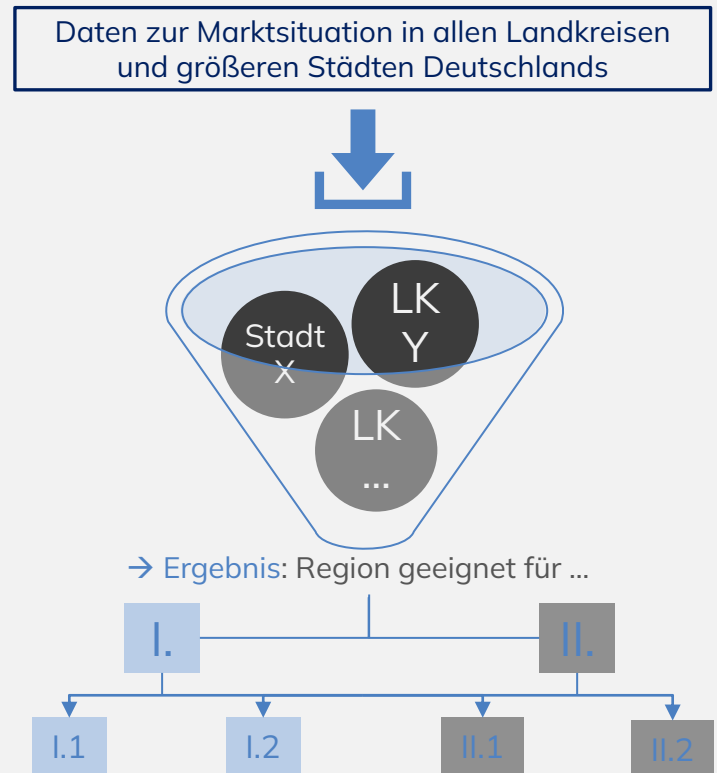 Daten zur Marktsituation in allen Landkreisen
und größeren Städten Deutschlands
Stadt
X
LK
Y
LK
...
→ Ergebnis: Region geeignet für ...
I.
II.
I.1
I.2
II.1
II.2